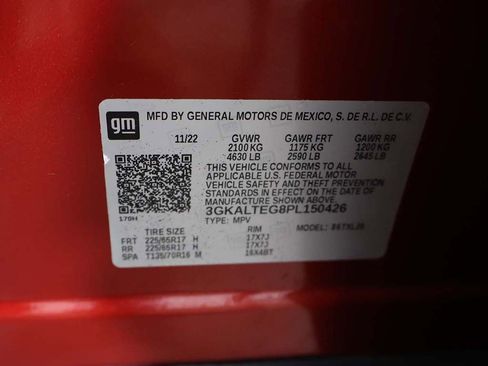 gm
MFD BY GENERAL MOTORS DE MEXICO, S. DE R.L. DE C.V.
11/22 GVWR GAWR FRT GAWR RR
2100 KG 1175 KG 1200 KG
4630 LB 2590 LB 2645 LB
THIS VEHICLE CONFORMS TO ALL
APPLICABLE U.S. FEDERAL MOTOR
VEHICLE SAFETY AND THEFT PREVENTION
STANDARDS IN EFFECT ON THE DATE OF
MANUFACTURE SHOWN ABOVE.
3GKALTEG8PL150426
170H TYPE: MPV
TIRE SIZE RIM MODEL:
FRT 225/65R17 H 17X7J
RR 225/65R17 H 17X7J
SPA T135/70R16 M 16X4BT